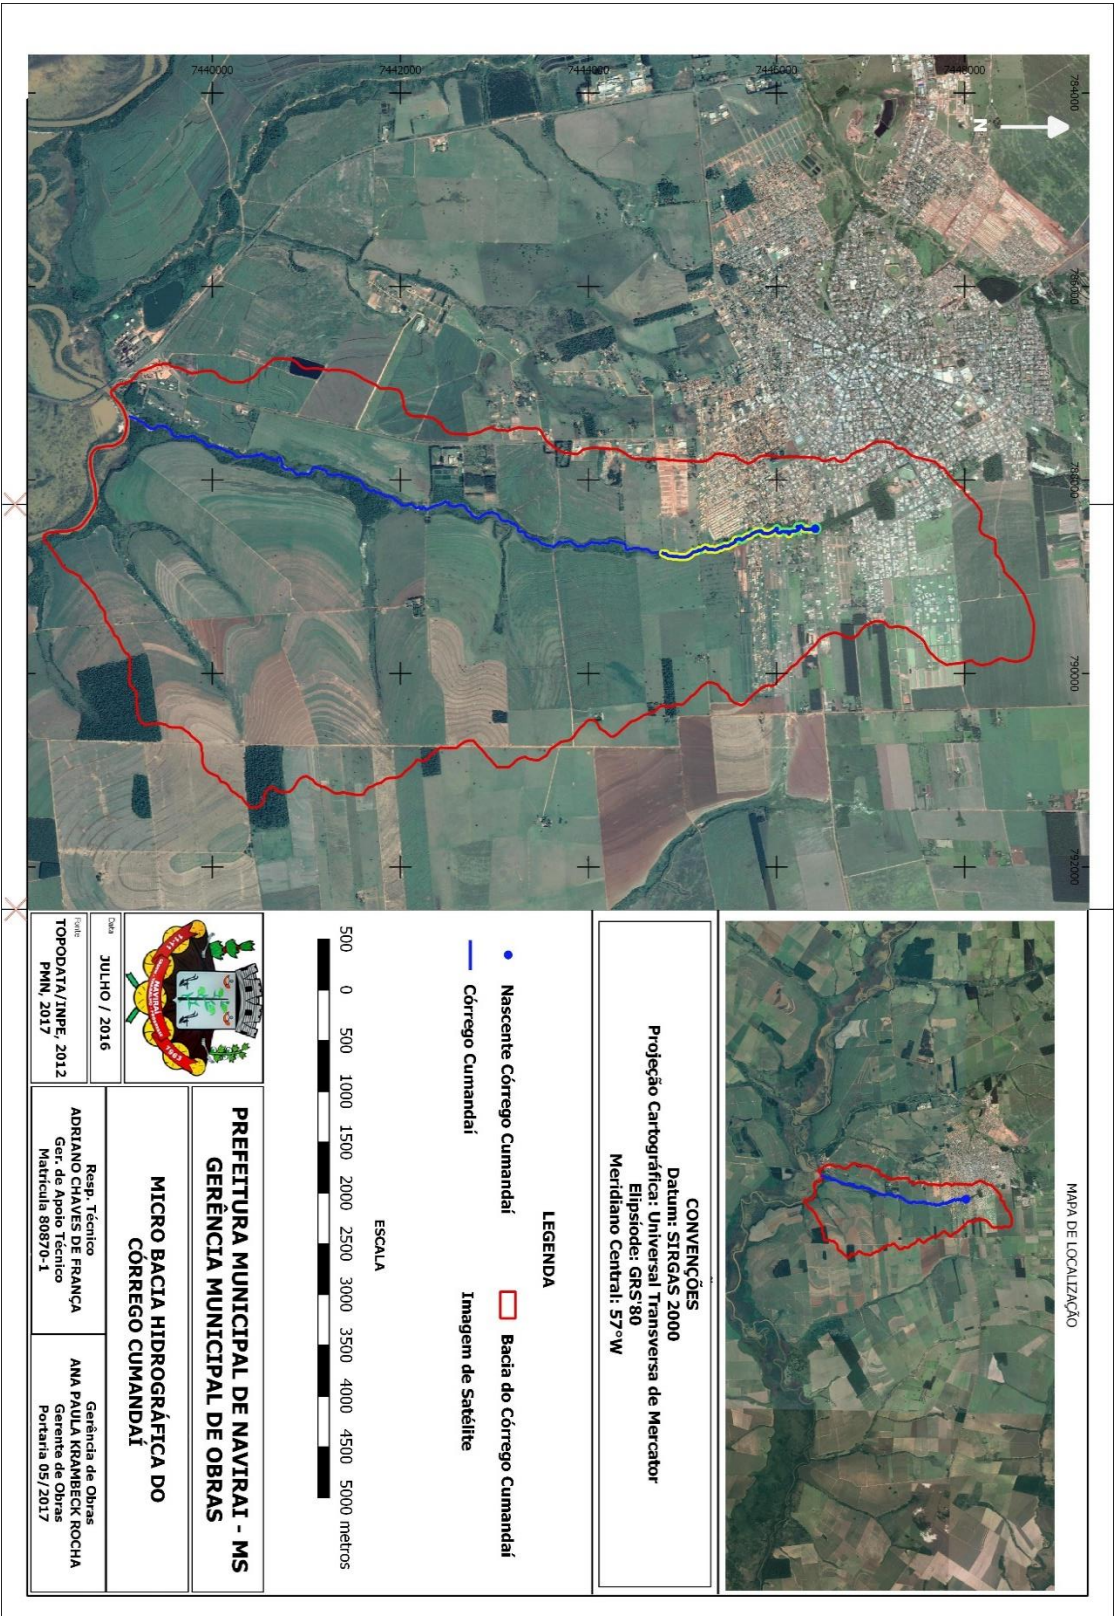 MAPA DE LOCALIZAÇÃO
7440000
7442000
7444000
7446000
7448000
784000
786000
788000
790000
792000
N
CONVENÇÕES
Datum: SIRGAS 2000
Projeção Cartográfica: Universal Transversa de Mercator
Elipsiode: GRS'80
Meridiano Central: 57°W
LEGENDA
Nascente Córrego Cumandaí
Bacia do Córrego Cumandaí
Córrego Cumandaí
Imagem de Satélite
ESCALA
500 0 500 1000 1500 2000 2500 3000 3500 4000 4500 5000 metros
PREFEITURA MUNICIPAL DE NAVIRAI - MS
GERÊNCIA MUNICIPAL DE OBRAS
NAVIRAÍ
1963
MICRO BACIA HIDROGRÁFICA DO
CÓRREGO CUMANDAÍ
Data
JULHO / 2016
Fonte
TOPODATA/INPE, 2012
PMN, 2017
Resp. Técnico
ADRIANO CHAVES DE FRANÇA
Ger. de Apoio Técnico
Matrícula 80870-1
Gerência de Obras
ANA PAULA KRAMBECK ROCHA
Gerente de Obras
Portaria 05/2017